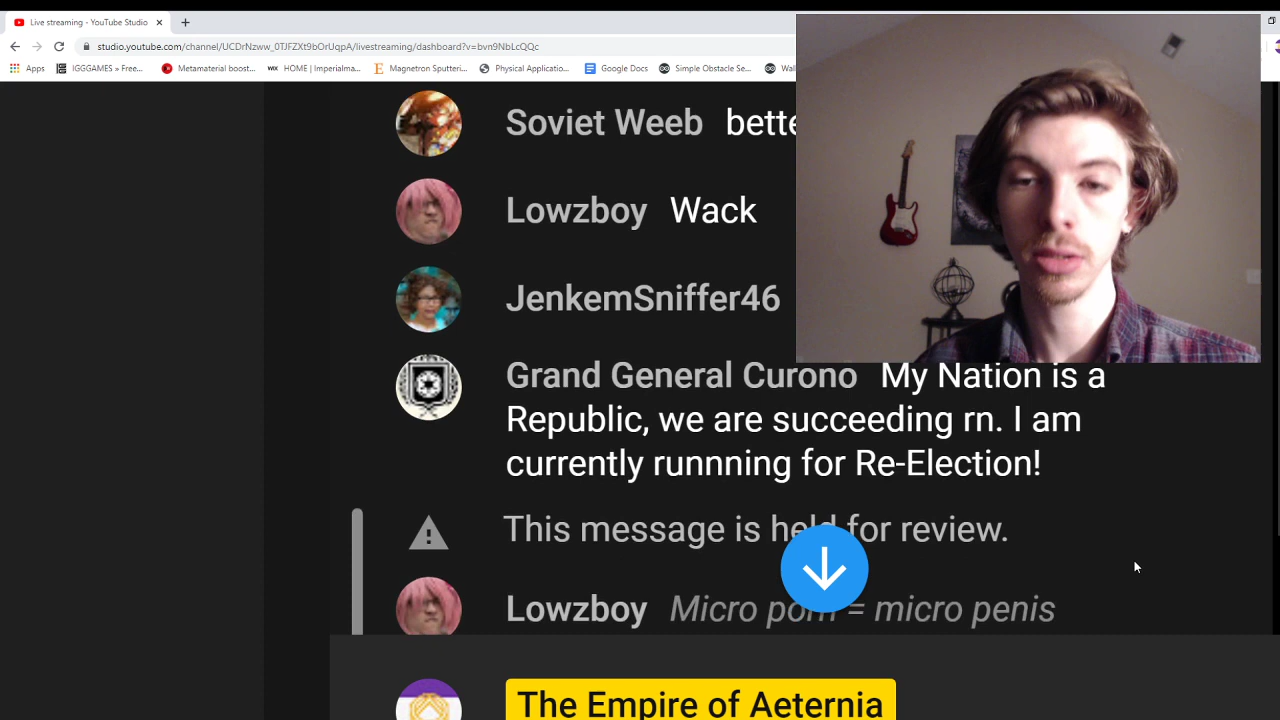 Live streaming - YouTube Studio
studio.youtube.com/channel/UCDrNzww_0TJFZXt9bOrUqpA/livestreaming/dashboard?v=bvn9NbLcQQc
Apps IGGGAMES » Free... Metamaterial boost... WIX HOME | Imperialma... Magnetron Sputteri... Physical Applicatio... Google Docs Simple Obstacle Se... Wall
Soviet Weeb bette
Lowzboy Wack
JenkemSniffer46
Grand General Curono My Nation is a
Republic, we are succeeding rn. I am
currently runnning for Re-Election!
This message is held for review.
Lowzboy Micro porn = micro penis
The Empire of Aeternia